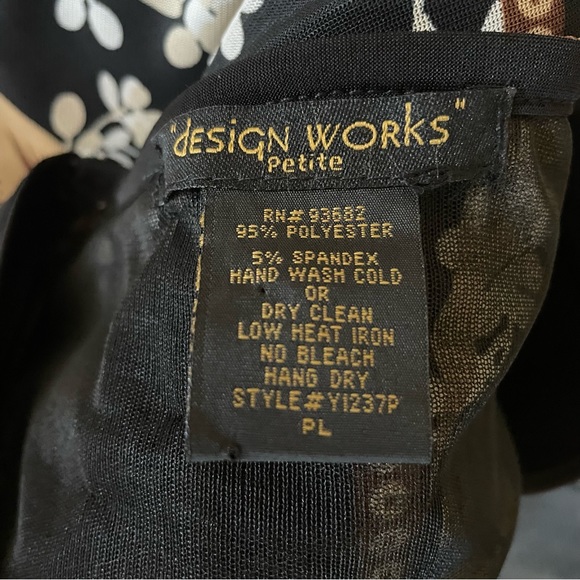 "design works"
Petite
RN# 93682
95% POLYESTER
5% SPANDEX
HAND WASH COLD
OR
DRY CLEAN
LOW HEAT IRON
NO BLEACH
HANG DRY
STYLE#Y1237P
PL